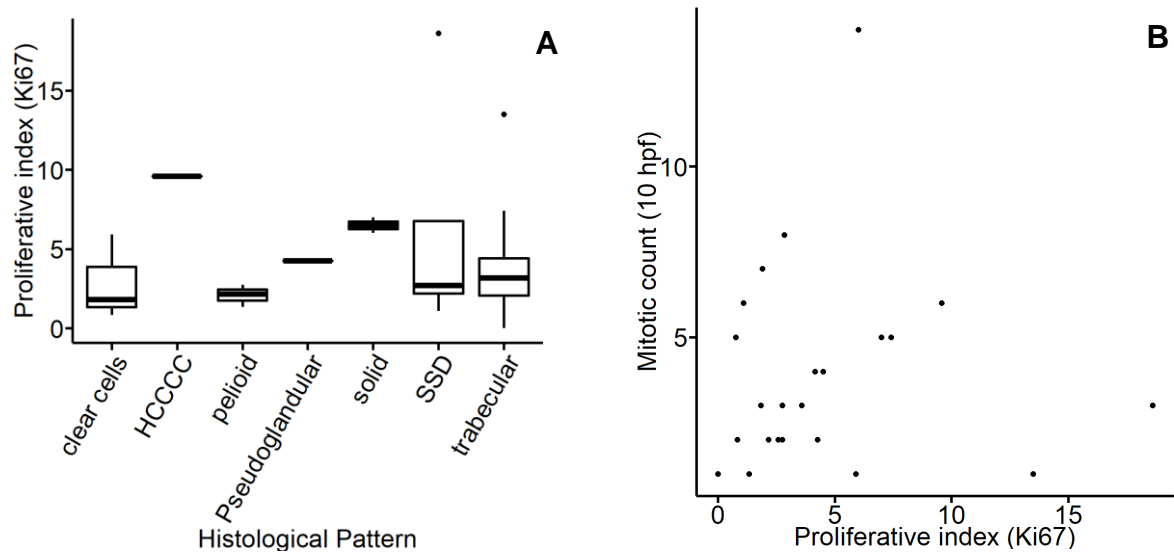 A
Proliferative index (Ki67)
15
10
5
0
clear cells
HCCCC
pelioid
Pseudoglandular
solid
SSD
trabecular
Histological Pattern
B
Mitotic count (10 hpf)
10
5
0 5 10 15
Proliferative index (Ki67)